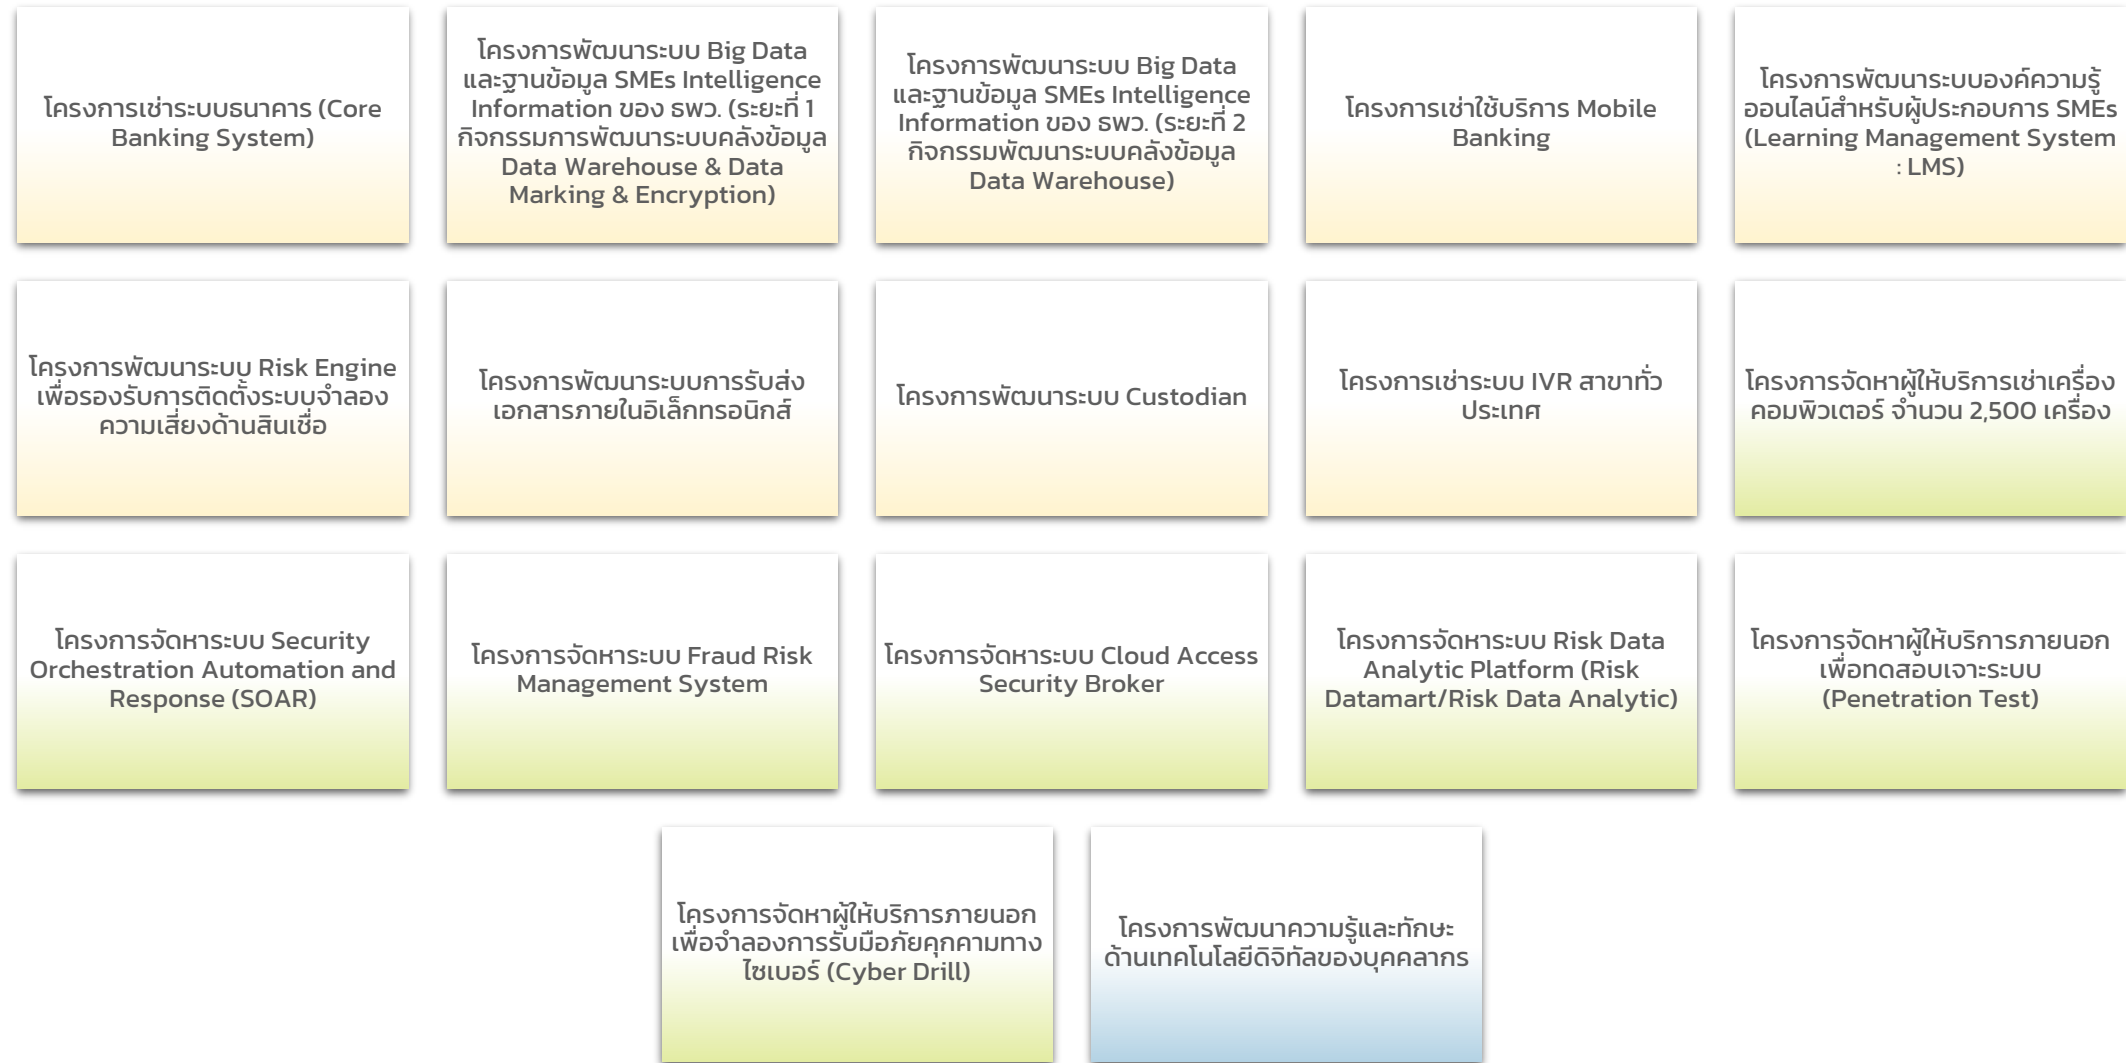 โครงการเช่าระบบธนาคาร (Core
Banking System)
โครงการพัฒนาระบบ Big Data
และฐานข้อมูล SMEs Intelligence
Information ของ ธพว. (ระยะที่ 1
กิจกรรมการพัฒนาระบบคลังข้อมูล
Data Warehouse & Data
Marking & Encryption)
โครงการพัฒนาระบบ Big Data
และฐานข้อมูล SMEs Intelligence
Information ของ ธพว. (ระยะที่ 2
กิจกรรมพัฒนาระบบคลังข้อมูล
Data Warehouse)
โครงการเช่าใช้บริการ Mobile
Banking
โครงการพัฒนาระบบองค์ความรู้
ออนไลน์สำหรับผู้ประกอบการ SMEs
(Learning Management System
: LMS)
โครงการพัฒนาระบบ Risk Engine
เพื่อรองรับการติดตั้งระบบจำลอง
ความเสี่ยงด้านสินเชื่อ
โครงการพัฒนาระบบการรับส่ง
เอกสารภายในอิเล็กทรอนิกส์
โครงการพัฒนาระบบ Custodian
โครงการเช่าระบบ IVR สาขาทั่ว
ประเทศ
โครงการจัดหาผู้ให้บริการเช่าเครื่อง
คอมพิวเตอร์ จำนวน 2,500 เครื่อง
โครงการจัดหาระบบ Security
Orchestration Automation and
Response (SOAR)
โครงการจัดหาระบบ Fraud Risk
Management System
โครงการจัดหาระบบ Cloud Access
Security Broker
โครงการจัดหาระบบ Risk Data
Analytic Platform (Risk
Datamart/Risk Data Analytic)
โครงการจัดหาผู้ให้บริการภายนอก
เพื่อทดสอบเจาะระบบ
(Penetration Test)
โครงการจัดหาผู้ให้บริการภายนอก
เพื่อจำลองการรับมือภัยคุกคามทาง
ไซเบอร์ (Cyber Drill)
โครงการพัฒนาความรู้และทักษะ
ด้านเทคโนโลยีดิจิทัลของบุคคลากร